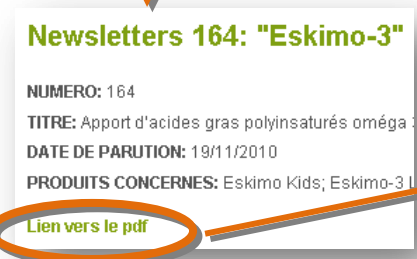 Newsletters 164: "Eskimo-3"
NUMERO: 164
TITRE: Apport d'acides gras polyinsaturés oméga
DATE DE PARUTION: 19/11/2010
PRODUITS CONCERNES: Eskimo Kids; Eskimo-3
Lien vers le pdf